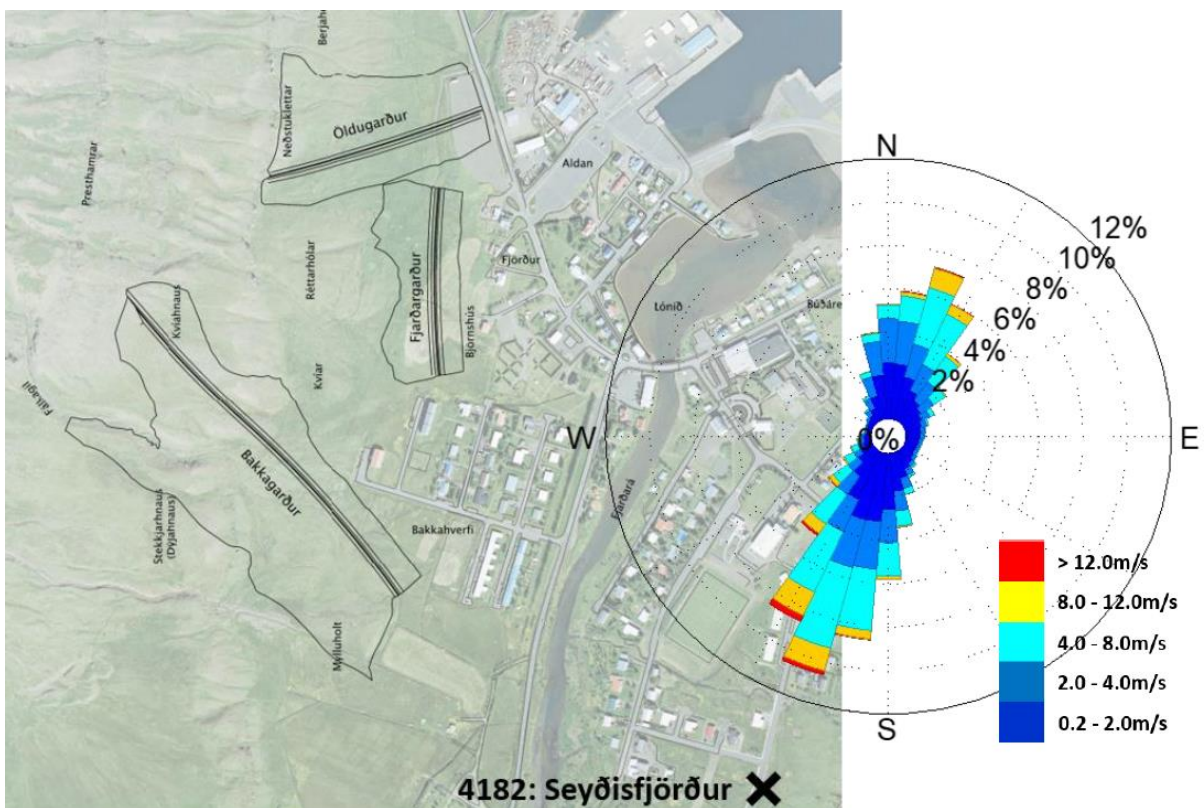 Berjah
Neðstuklettar
Öldugarður
Presthamrar
Aldan
Réttarhólar
Fjarðargarður
Fjörður
Björnshús
Lónið
Búðare
Kvíahnaus
Kvíar
Bakkagarður
Stekkjarhnaus
(Dýjahnaus)
Bakkahverfi
Fjarðará
Mylluholt
N
12%
10%
8%
6%
4%
2%
0%
W
E
S
> 12.0m/s
8.0 - 12.0m/s
4.0 - 8.0m/s
2.0 - 4.0m/s
0.2 - 2.0m/s
4182: Seyðisfjörður